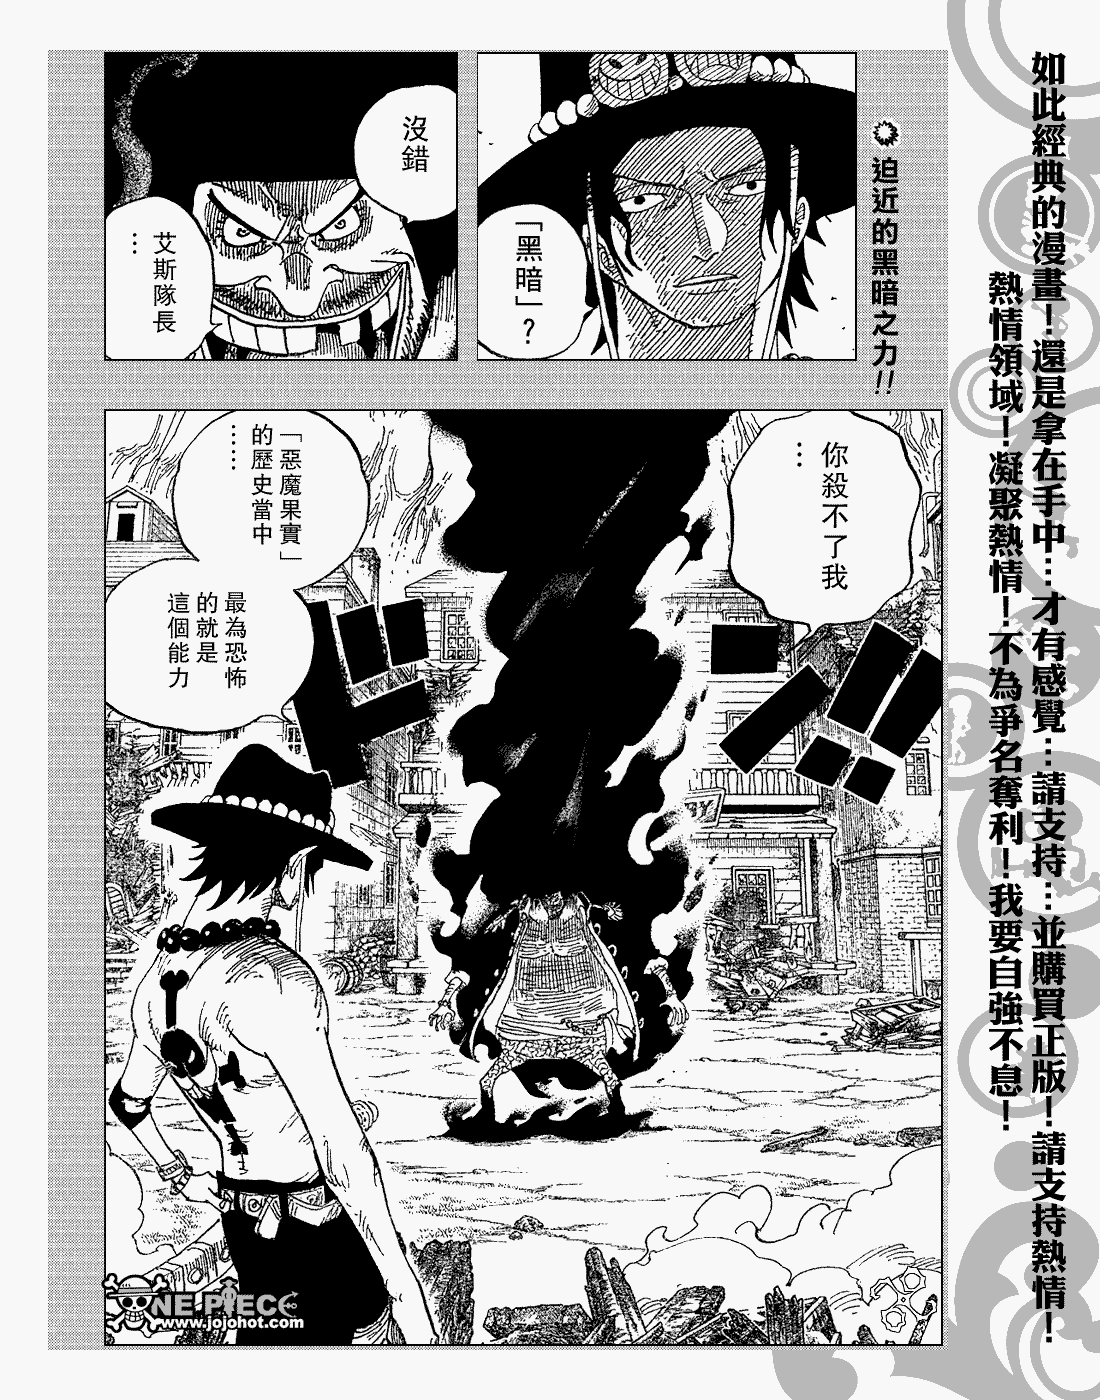 如此經典的漫畫！還是拿在手中…才有感覺…請支持…並購買正版！請支持熱情！
熱情領域！凝聚熱情！不為爭名奪利！我要自強不息！
迫近的黑暗之力!!
「黑暗」？
沒錯
艾斯隊長
…
你殺不了我
…
「惡魔果實」
的歷史當中
……
最為恐怖
的就是
這個能力
ドン!!
BY
ONE PIECE
www.jojohot.com